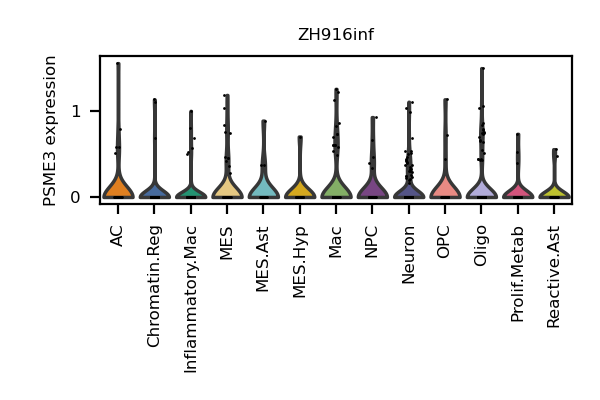 ZH916inf
PSME3 expression
1
0
AC
Chromatin.Reg
Inflammatory.Mac
MES
MES.Ast
MES.Hyp
Mac
NPC
Neuron
OPC
Oligo
Prolif.Metab
Reactive.Ast